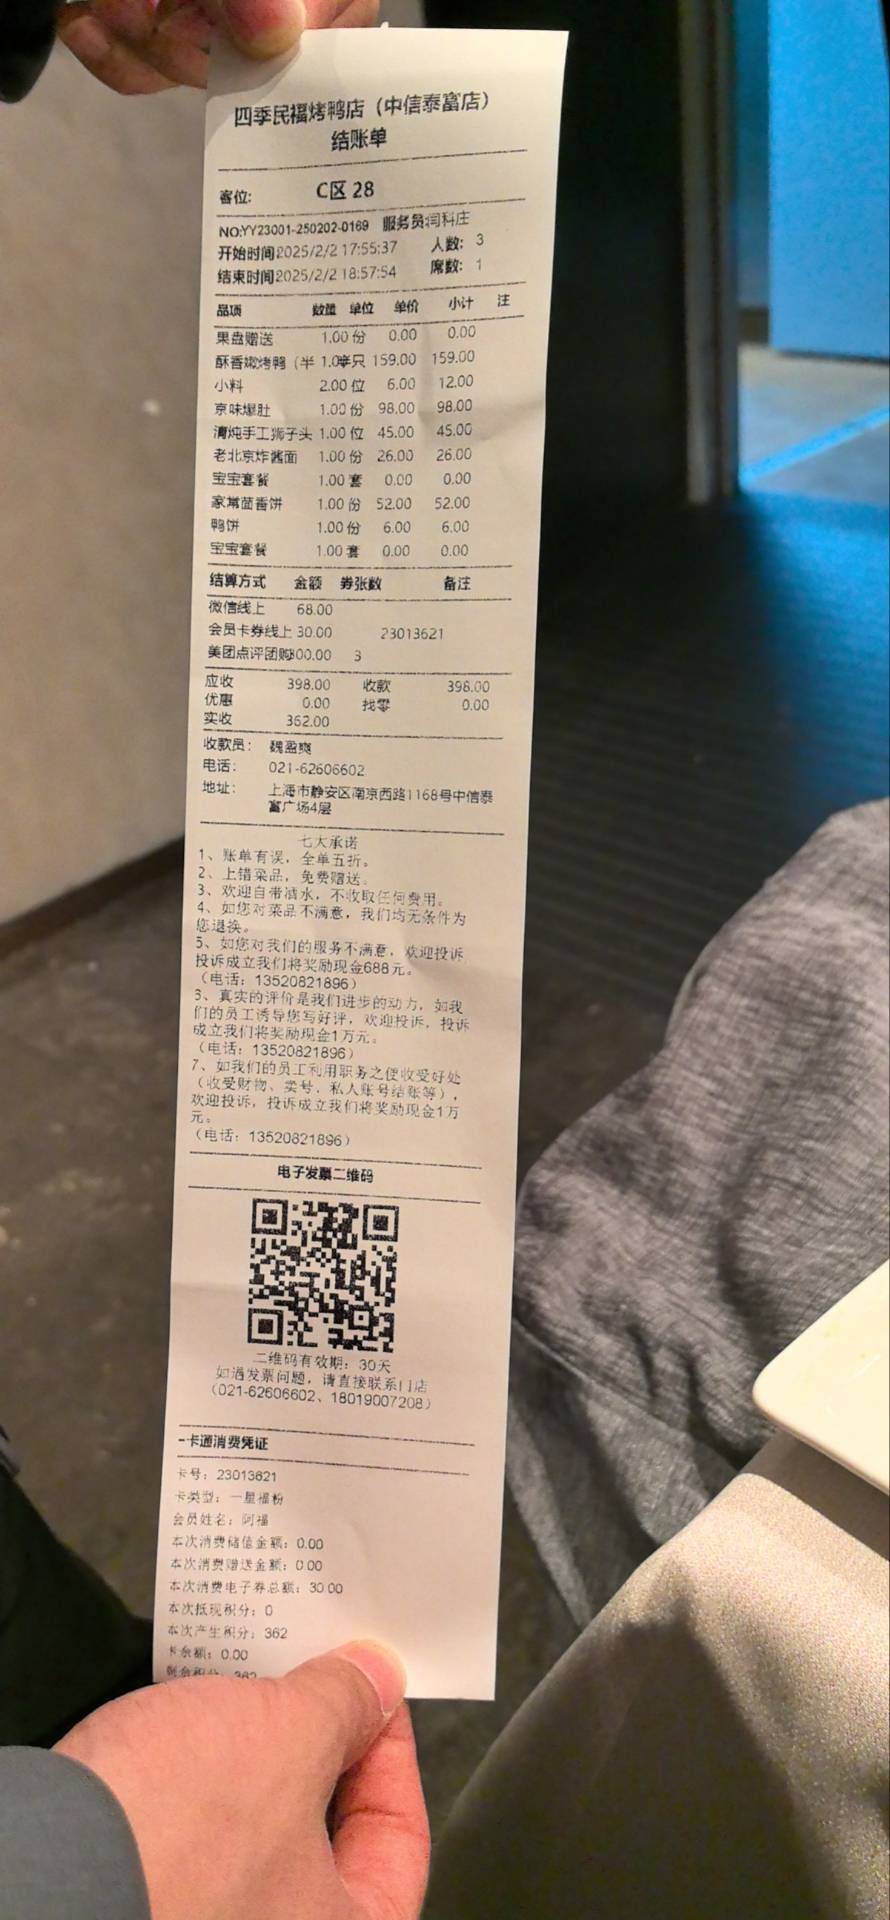 四季民福烤鸭店（中信泰富店）
结账单
客位: C区 28
NO:YY23001-250202-0169 服务员:闫科庄
开始时间2025/2/2 17:55:37 人数: 3
结束时间2025/2/2 18:57:54 席数: 1
品项 数量 单位 单价 小计 注
果盘赠送 1.00 份 0.00 0.00
酥香嫩烤鸭（半 1.0 只 159.00 159.00
小料 2.00 位 6.00 12.00
京味爆肚 1.00 份 98.00 98.00
清炖手工狮子头 1.00 位 45.00 45.00
老北京炸酱面 1.00 份 26.00 26.00
宝宝套餐 1.00 套 0.00 0.00
家常茴香饼 1.00 份 52.00 52.00
鸭饼 1.00 份 6.00 6.00
宝宝套餐 1.00 套 0.00 0.00
结算方式 金额 券张数 备注
微信线上 68.00
会员卡券线上 30.00 23013621
美团点评团购300.00 3
应收 398.00 收款 398.00
优惠 0.00 找零 0.00
实收 362.00
收款员: 魏盈爽
电话: 021-62606602
地址: 上海市静安区南京西路1168号中信泰
富广场4层
七大承诺
1、账单有误，全单五折。
2、上错菜品，免费赠送。
3、欢迎自带酒水，不收取任何费用。
4、如您对菜品不满意，我们均无条件为
您退换。
5、如您对我们的服务不满意，欢迎投诉
投诉成立我们将奖励现金688元。
（电话：13520821896）
6、真实的评价是我们进步的动力，如我
们的员工诱导您写好评，欢迎投诉，投诉
成立我们将奖励现金1万元。
（电话：13520821896）
7、如我们的员工利用职务之便收受好处
（收受财物、卖号，私人账号结账等），
欢迎投诉，投诉成立我们将奖励现金1万
元。
（电话：13520821896）
电子发票二维码
二维码有效期：30天
如遇发票问题，请直接联系门店
（021-62606602、18019007208）
一卡通消费凭证
卡号：23013621
卡类型：一星福粉
会员姓名：阿福
本次消费储值金额：0.00
本次消费赠送金额：0.00
本次消费电子券总额：30.00
本次抵现积分：0
本次产生积分：362
卡余额：0.00
剩余积分：362